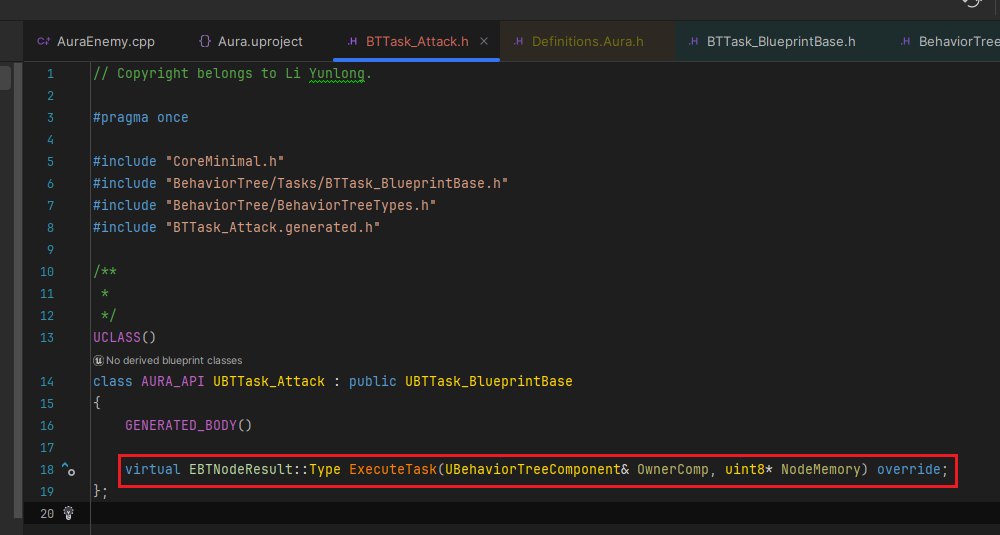 C+ AuraEnemy.cpp {} Aura.uproject .H BTTask_Attack.h × .H Definitions.Aura.h .H BTTask_BlueprintBase.h .H BehaviorTree
1 // Copyright belongs to Li Yunlong.
2
3 #pragma once
4
5 #include "CoreMinimal.h"
6 #include "BehaviorTree/Tasks/BTTask_BlueprintBase.h"
7 #include "BehaviorTree/BehaviorTreeTypes.h"
8 #include "BTTask_Attack.generated.h"
9
10 /**
11 *
12 */
13 UCLASS()
No derived blueprint classes
14 class AURA_API UBTTask_Attack : public UBTTask_BlueprintBase
15 {
16 GENERATED_BODY()
17
18 virtual EBTNodeResult::Type ExecuteTask(UBehaviorTreeComponent& OwnerComp, uint8* NodeMemory) override;
19 };
20